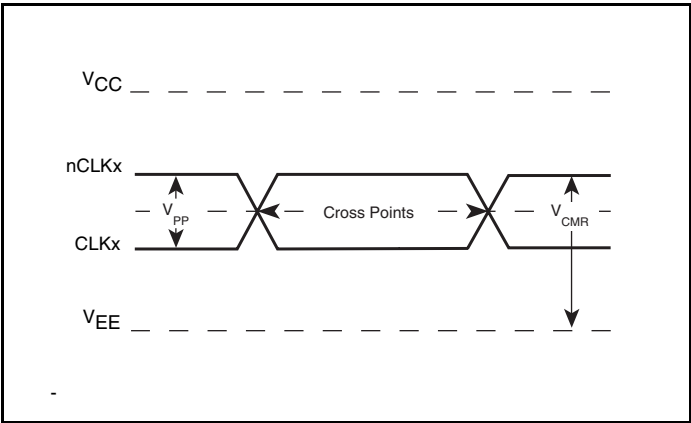 VCC
nCLKx
VPP
Cross Points
VCMR
CLKx
VEE
-